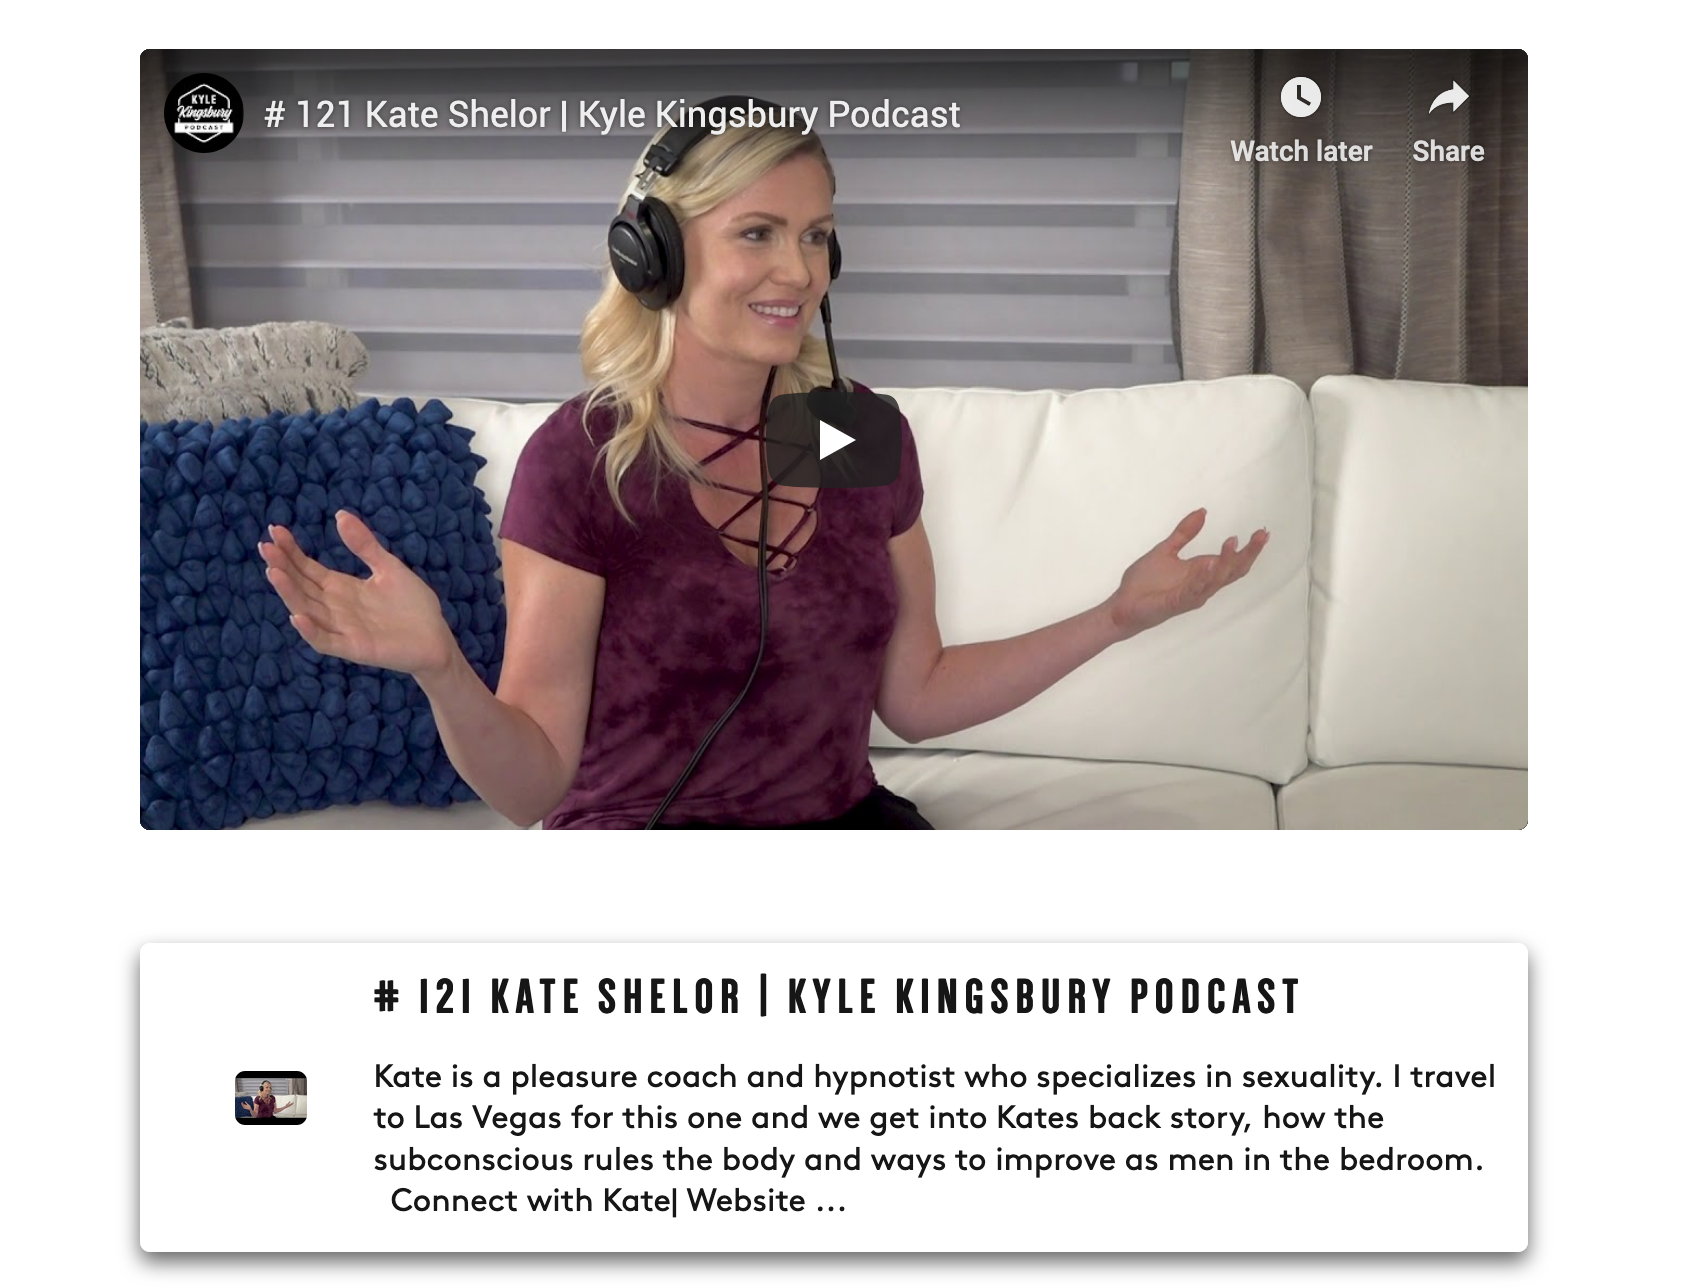 KYLE
Kingsbury
PODCAST
# 121 Kate Shelor | Kyle Kingsbury Podcast
Watch later
Share
# 121 KATE SHELOR | KYLE KINGSBURY PODCAST
Kate is a pleasure coach and hypnotist who specializes in sexuality. I travel
to Las Vegas for this one and we get into Kates back story, how the
subconscious rules the body and ways to improve as men in the bedroom.
Connect with Kate| Website ...